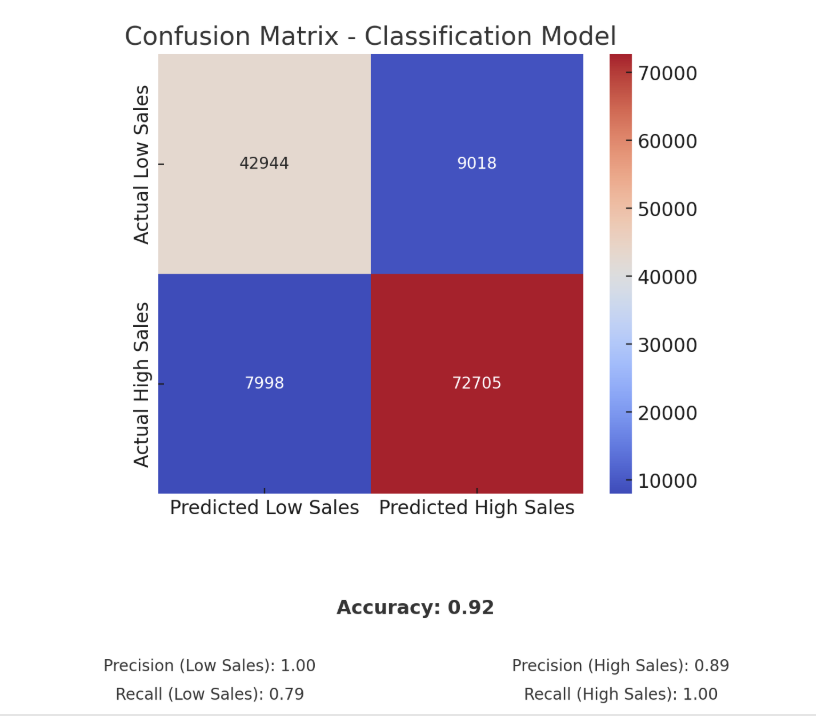 Confusion Matrix - Classification Model
Actual Low Sales
42944
9018
Actual High Sales
7998
72705
Predicted Low Sales
Predicted High Sales
70000
60000
50000
40000
30000
20000
10000
Accuracy: 0.92
Precision (Low Sales): 1.00
Precision (High Sales): 0.89
Recall (Low Sales): 0.79
Recall (High Sales): 1.00